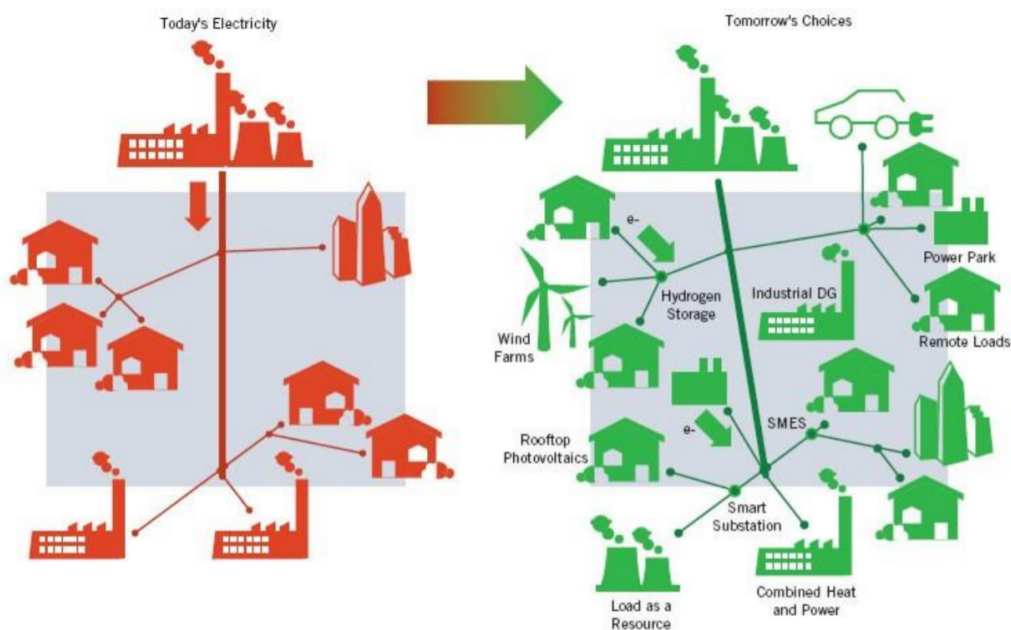 Today's Electricity
Tomorrow's Choices
e-
Power Park
Hydrogen
Storage
Industrial DG
Wind
Farms
Remote Loads
e-
SMES
Rooftop
Photovoltaics
Smart
Substation
Load as a
Resource
Combined Heat
and Power